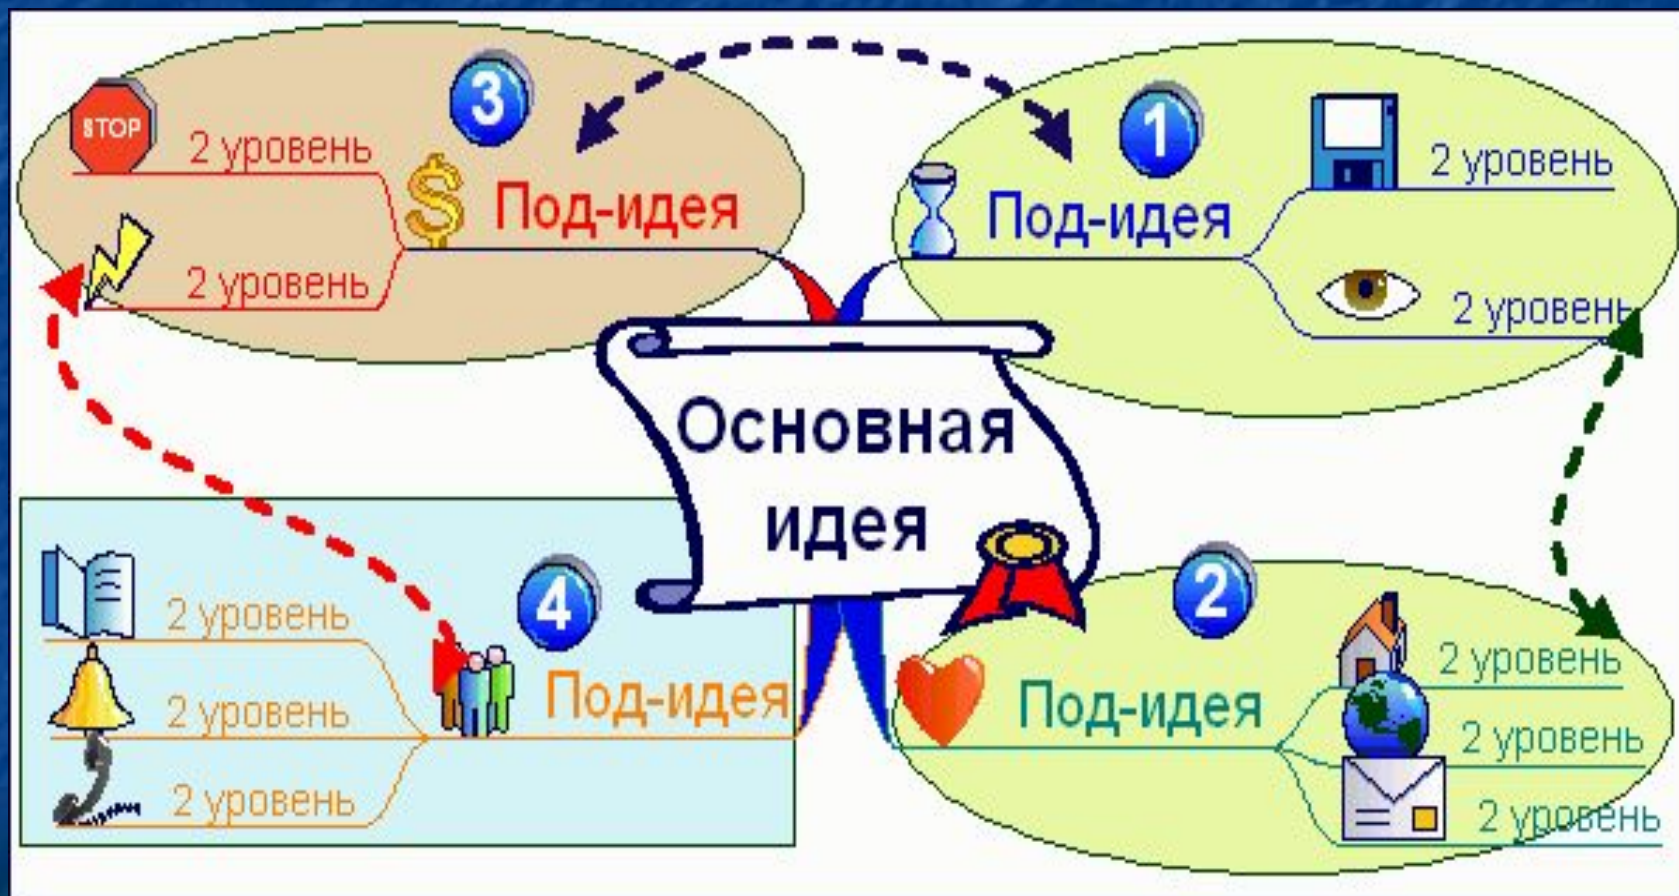 3
1
STOP
2 уровень
2 уровень
Под-идея
Под-идея
2 уровень
2 уровень
Основная
идея
4
2
2 уровень
2 уровень
2 уровень
Под-идея
Под-идея
2 уровень
2 уровень
2 уровень